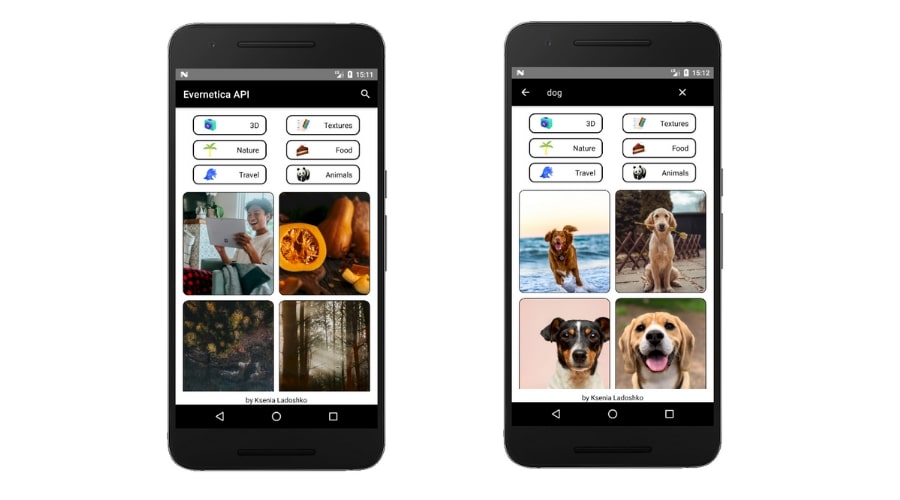 15:11
Evernetica API
3D Textures
Nature Food
Travel Animals
by Ksenia Ladoshko
15:12
dog
3D Textures
Nature Food
Travel Animals
by Ksenia Ladoshko